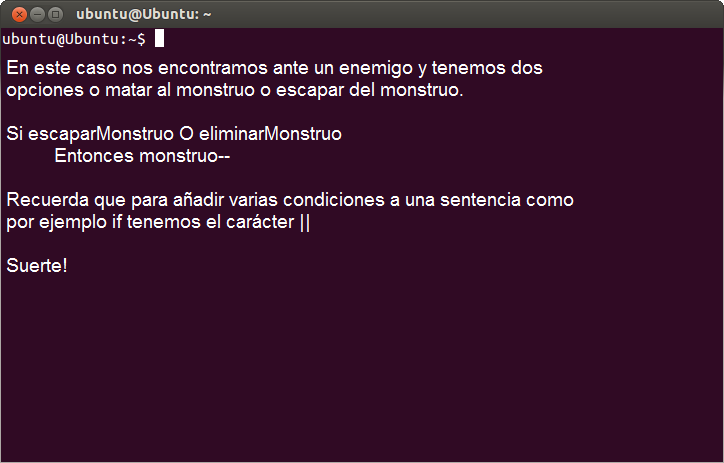 ubuntu@Ubuntu: ~
ubuntu@Ubuntu:~$
En este caso nos encontramos ante un enemigo y tenemos dos
opciones o matar al monstruo o escapar del monstruo.
Si escaparMonstruo O eliminarMonstruo
Entonces monstruo--
Recuerda que para añadir varias condiciones a una sentencia como
por ejemplo if tenemos el carácter ||
Suerte!